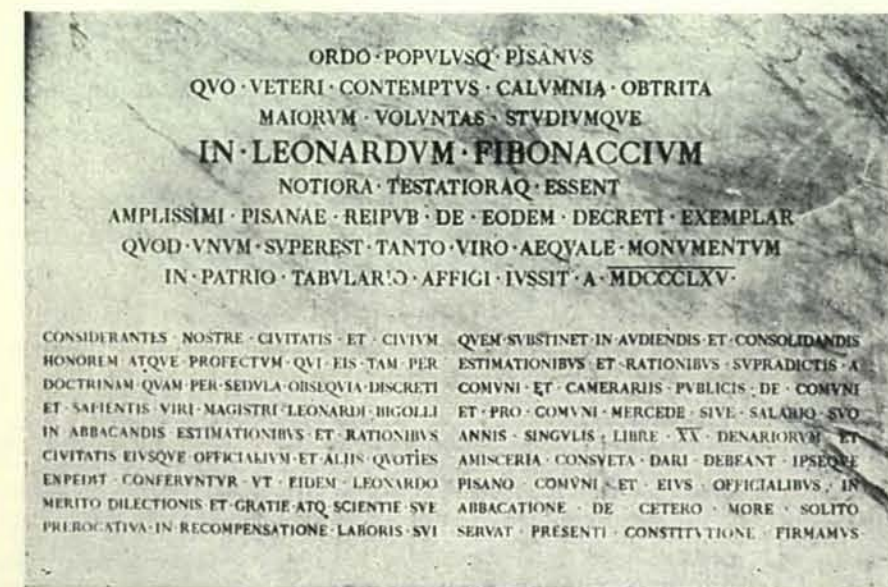 ORDO · POPVLVSQ · PISANVS
QVO · VETERI · CONTEMPTVS · CALVMNIA · OBTRITA
MAIORVM · VOLVNTAS · STVDIVMQVE
IN · LEONARDVM · FIBONACCIVM
NOTIORA · TESTATIORAQ · ESSENT
AMPLISSIMI · PISANAE · REIPVB · DE · EODEM · DECRETI · EXEMPLAR
QVOD · VNVM · SVPEREST · TANTO · VIRO · AEQVALE · MONVMENTVM
IN · PATRIO · TABVLARIO · AFFIGI · IVSSIT · A · MDCCCLXV ·
CONSIDERANTES · NOSTRE · CIVITATIS · ET · CIVIVM
HONOREM · ATQVE · PROFECTVM · QVI · EIS · TAM · PER
DOCTRINAM · QVAM · PER · SEDVLA · OBSEQVIA · DISCRETI
ET · SAPIENTIS · VIRI · MAGISTRI · LEONARDI · BIGOLLI
IN · ABBACANDIS · ESTIMATIONIBVS · ET · RATIONIBVS
CIVITATIS · EIVSQVE · OFFICIALIVM · ET · ALIIS · QVOTIES
EXPEDIT · CONFERVNTVR · VT · EIDEM · LEONARDO
MERITO · DILECTIONIS · ET · GRATIE · ATQ · SCIENTIE · SVE
PREROGATIVA · IN · RECOMPENSATIONE · LABORIS · SVI
QVEM · SVBSTINET · IN · AVDIENDIS · ET · CONSOLIDANDIS
ESTIMATIONIBVS · ET · RATIONIBVS · SVPRADICTIS · A
COMVNI · ET · CAMERARIIS · PVBLICIS · DE · COMVNI
ET · PRO · COMVNI · MERCEDE · SIVE · SALARIO · SVO
ANNIS · SINGVLIS · LIBRE · XX · DENARIORVM · ET
AMISCERIA · CONSVETA · DARI · DEBEANT · IPSEQVE
PISANO · COMVNI · ET · EIVS · OFFICIALIBVS · IN
ABBACATIONE · DE · CETERO · MORE · SOLITO
SERVAT · PRESENTI · CONSTITVTIONE · FIRMAMVS ·